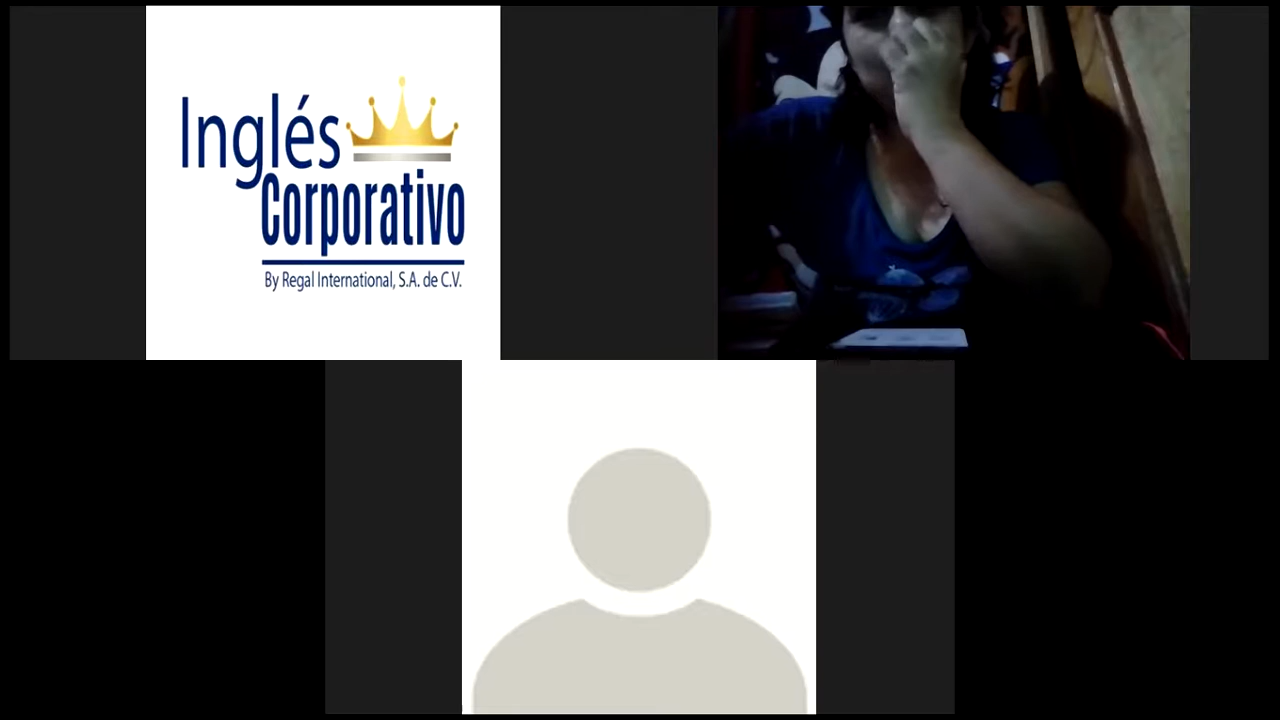 Inglés
Corporativo
By Regal International, S.A. de C.V.